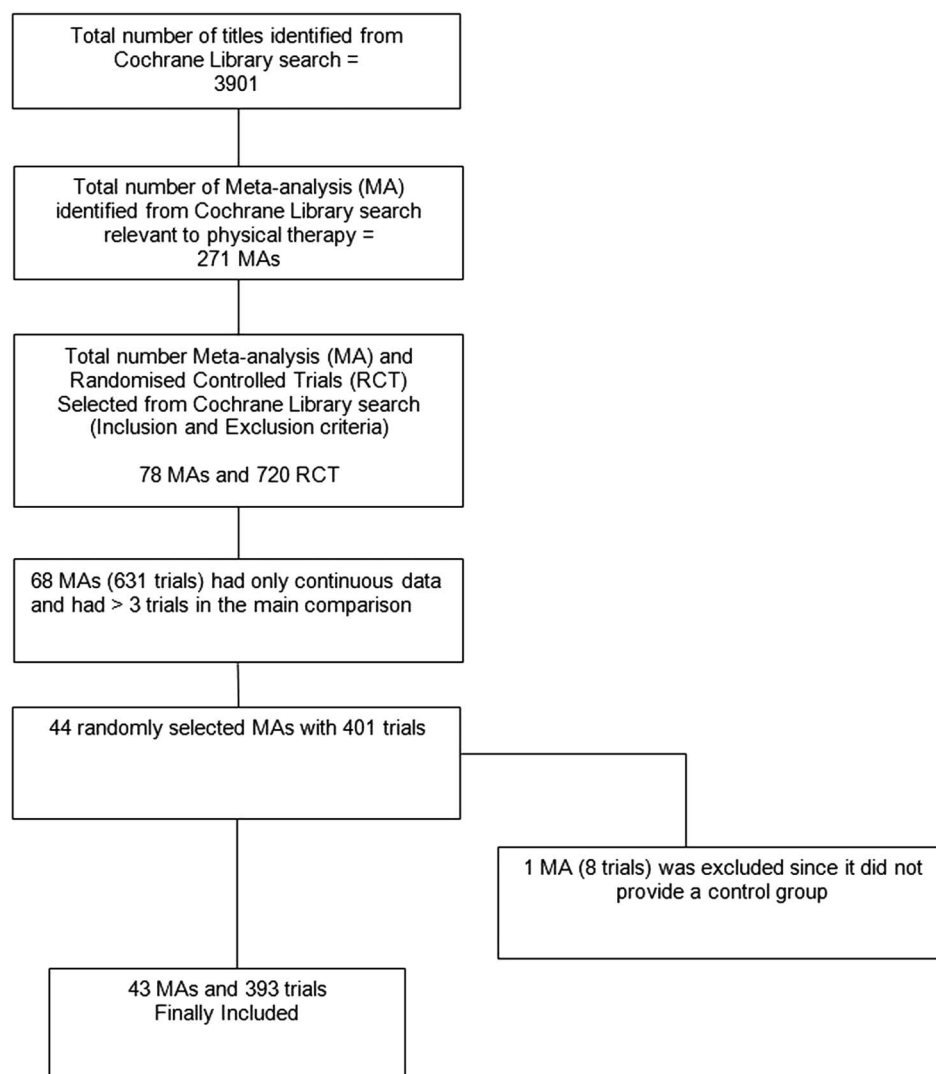 Total number of titles identified from
Cochrane Library search =
3901
Total number of Meta-analysis (MA)
identified from Cochrane Library search
relevant to physical therapy =
271 MAs
Total number Meta-analysis (MA) and
Randomised Controlled Trials (RCT)
Selected from Cochrane Library search
(Inclusion and Exclusion criteria)
78 MAs and 720 RCT
68 MAs (631 trials) had only continuous data
and had > 3 trials in the main comparison
44 randomly selected MAs with 401 trials
1 MA (8 trials) was excluded since it did not
provide a control group
43 MAs and 393 trials
Finally Included